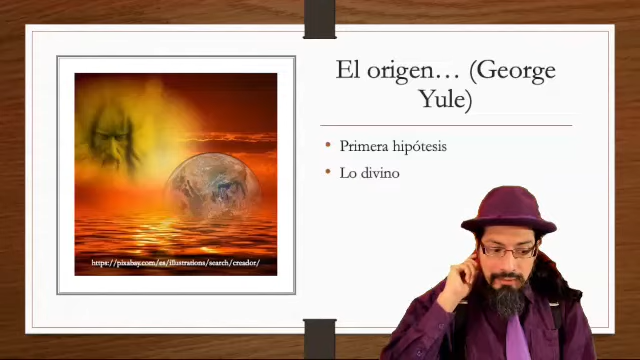 El origen… (George
Yule)
• Primera hipótesis
• Lo divino
https://pixabay.com/es/illustrations/search/creador/